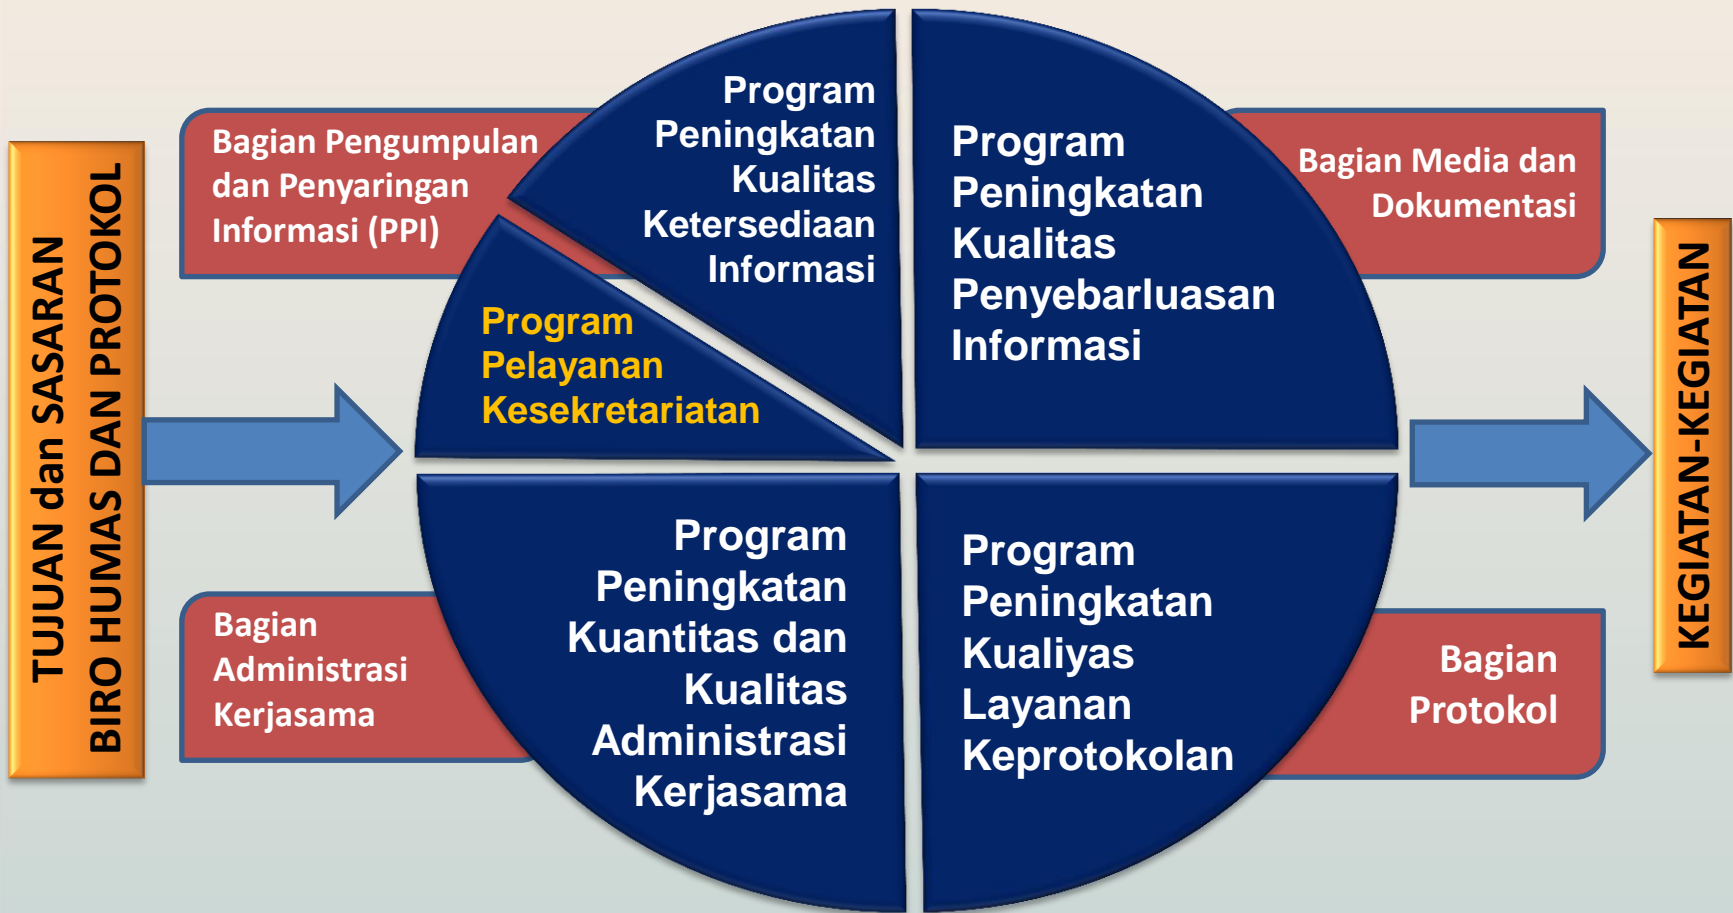 TUJUAN dan SASARAN
BIRO HUMAS DAN PROTOKOL
Bagian Pengumpulan
dan Penyaringan
Informasi (PPI)
Program
Peningkatan
Kualitas
Ketersediaan
Informasi
Program
Peningkatan
Kualitas
Penyebarluasan
Informasi
Bagian Media dan
Dokumentasi
Program
Pelayanan
Kesekretariatan
Bagian
Administrasi
Kerjasama
Program
Peningkatan
Kuantitas dan
Kualitas
Administrasi
Kerjasama
Program
Peningkatan
Kualiyas
Layanan
Keprotokolan
Bagian
Protokol
KEGIATAN-KEGIATAN